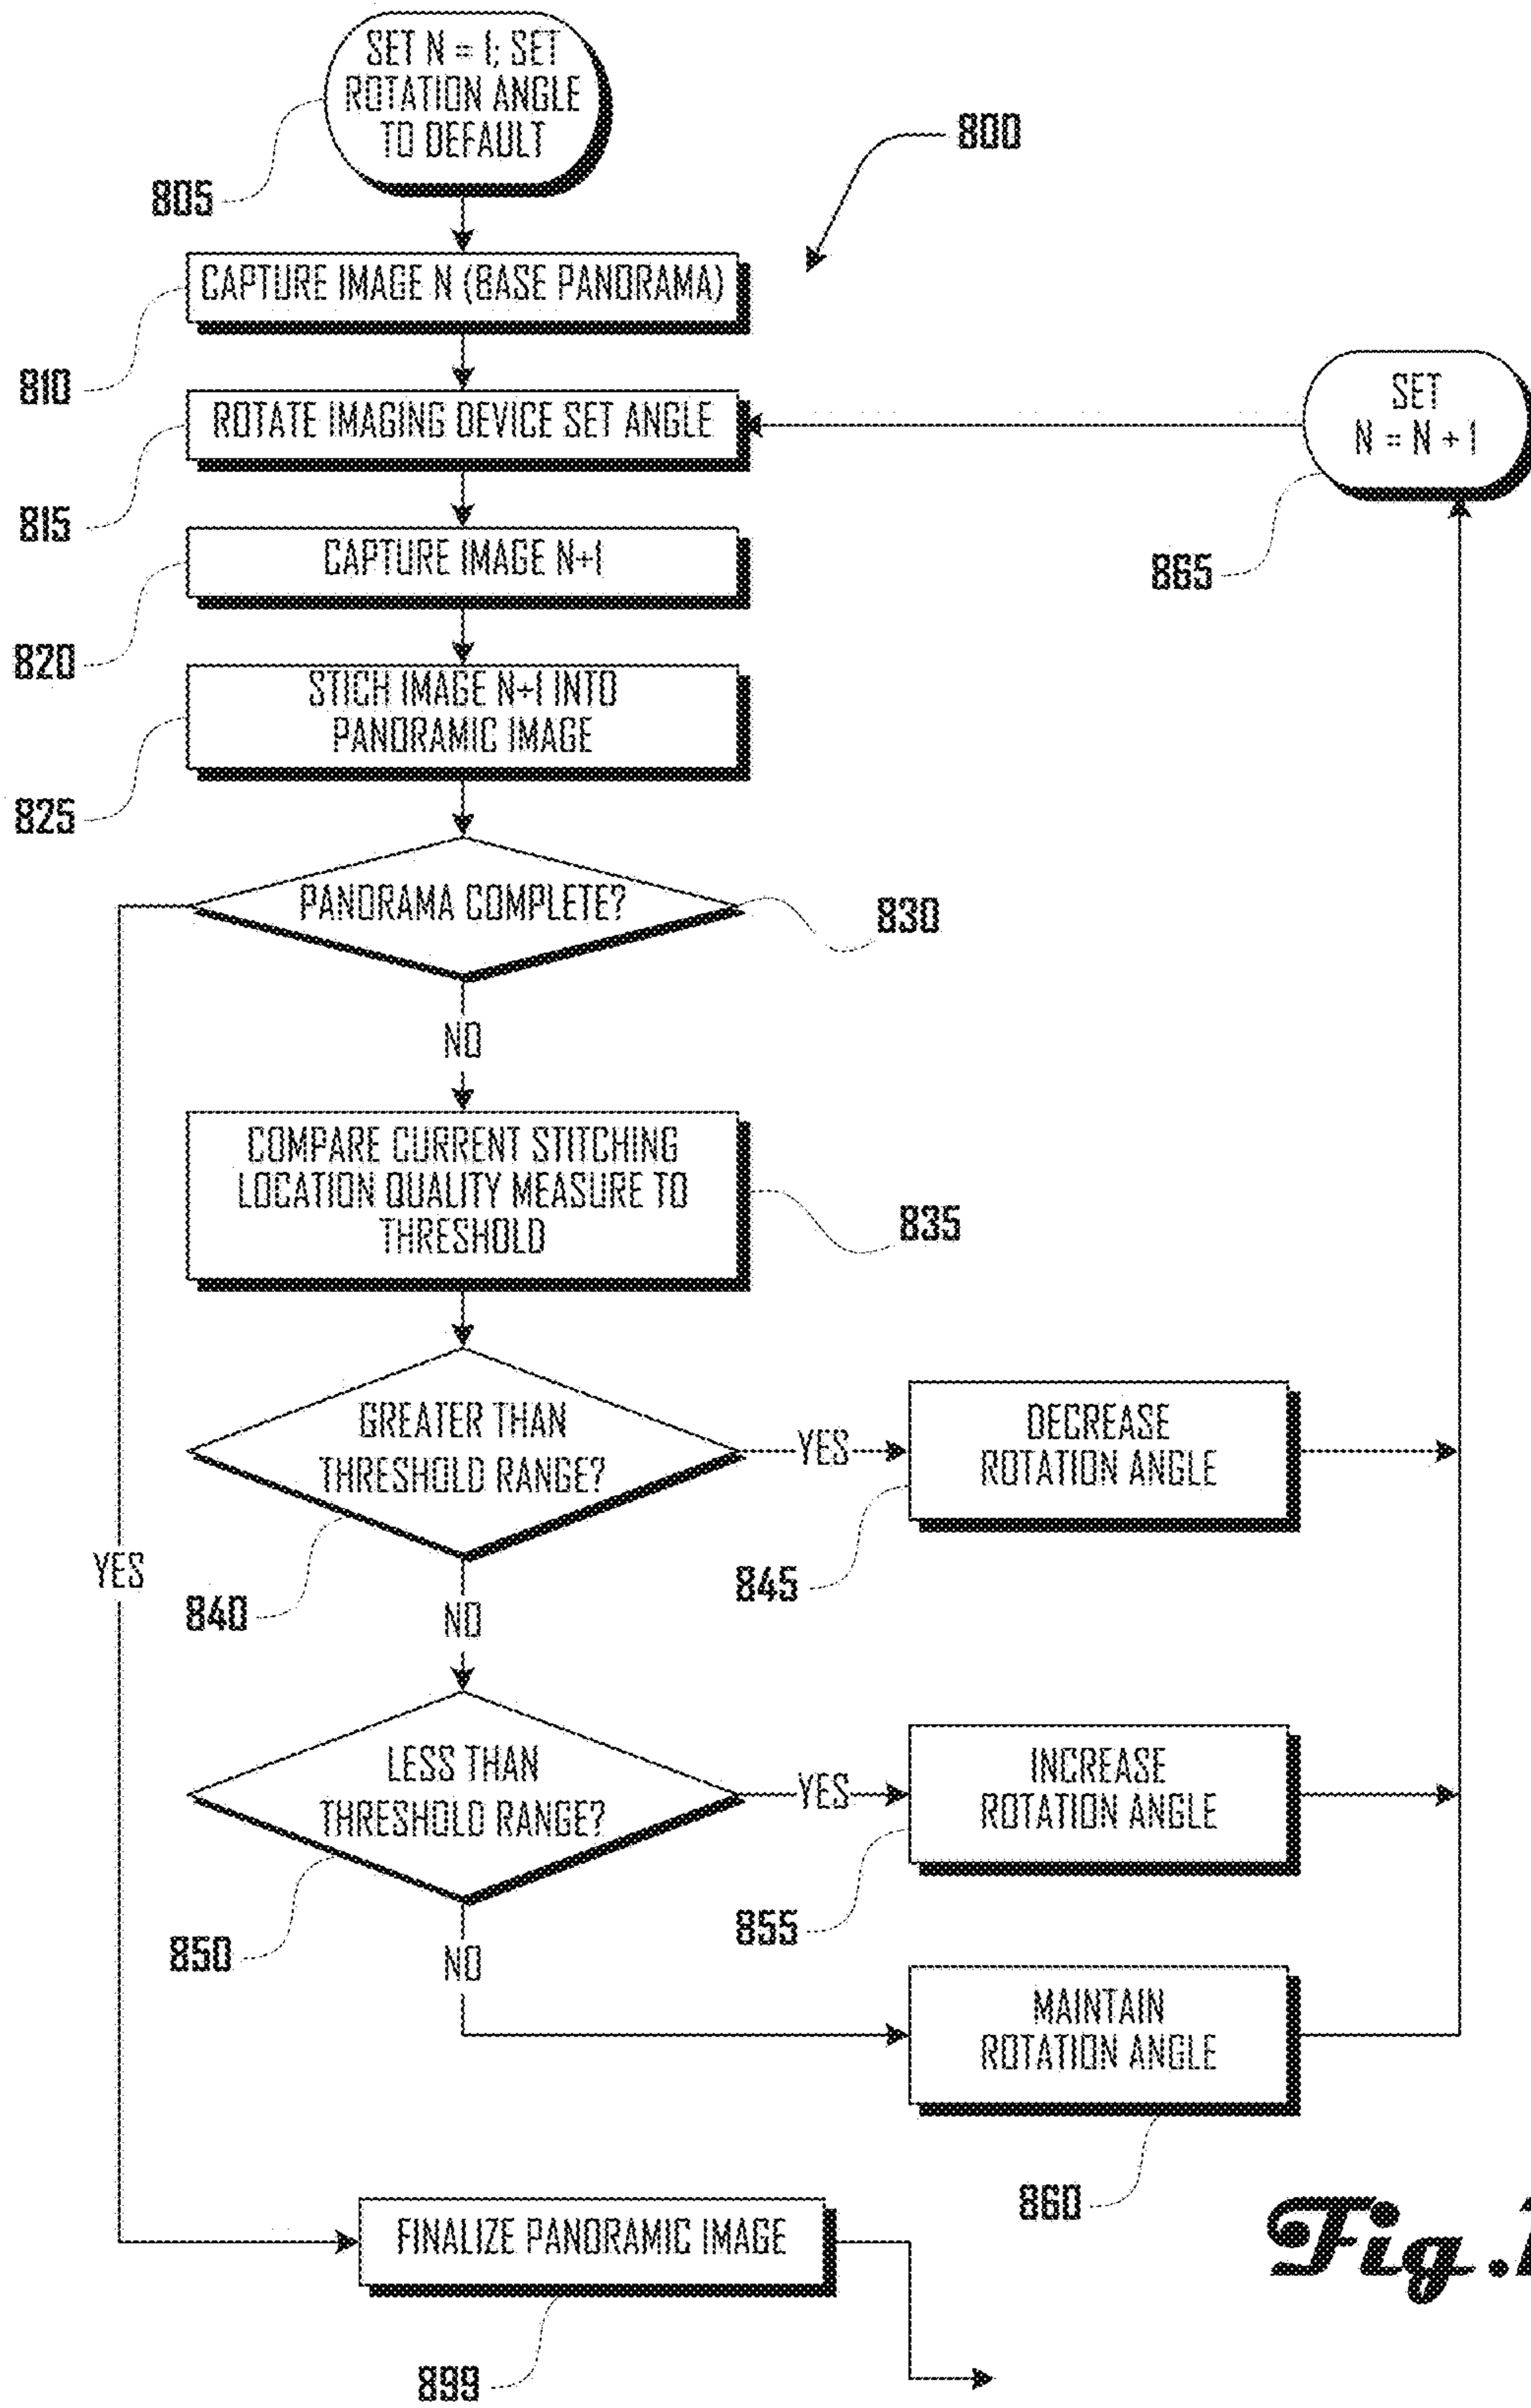 SET N = 1; SET
ROTATION ANGLE
TO DEFAULT
800
805
CAPTURE IMAGE N (BASE PANORAMA)
810
ROTATE IMAGING DEVICE SET ANGLE
SET
N = N + 1
815
CAPTURE IMAGE N+1
865
820
STICH IMAGE N+1 INTO
PANORAMIC IMAGE
825
PANORAMA COMPLETE?
830
NO
COMPARE CURRENT STITCHING
LOCATION QUALITY MEASURE TO
THRESHOLD
835
GREATER THAN
THRESHOLD RANGE?
YES
DECREASE
ROTATION ANGLE
YES
840
845
NO
LESS THAN
THRESHOLD RANGE?
YES
INCREASE
ROTATION ANGLE
850
855
NO
MAINTAIN
ROTATION ANGLE
860
FINALIZE PANORAMIC IMAGE
Fig.
899